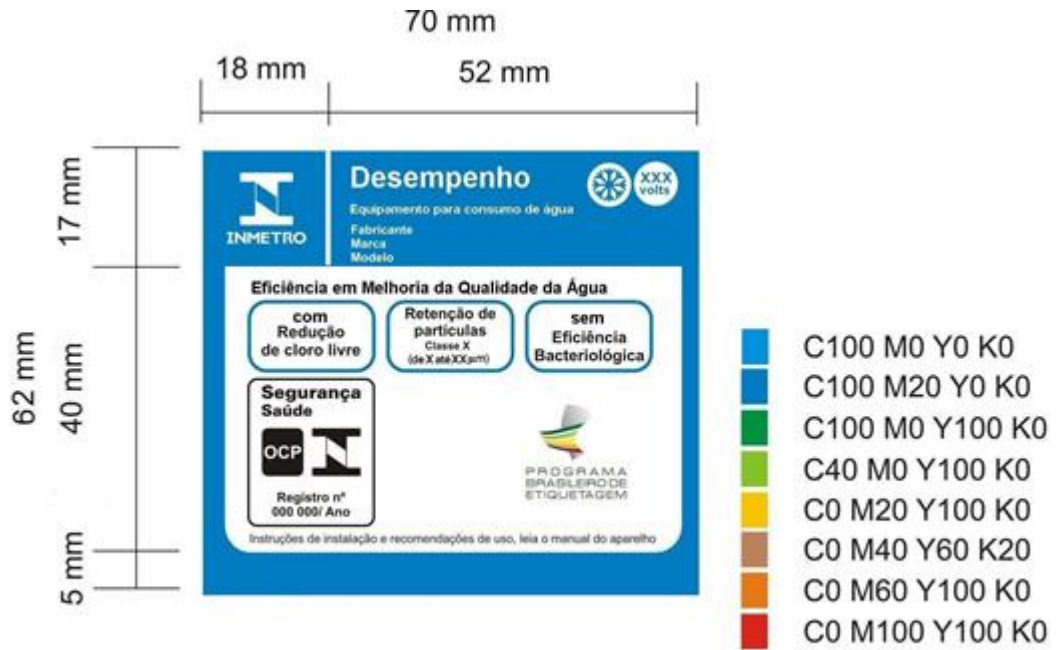 70 mm
18 mm
52 mm
17 mm
62 mm
40 mm
5 mm
INMETRO
Desempenho
XXX
volts
Equipamento para consumo de água
Fabricante
Marca
Modelo
Eficiência em Melhoria da Qualidade da Água
com
Redução
de cloro livre
Retenção de
partículas
Classe X
(de X até XX µm)
sem
Eficiência
Bacteriológica
Segurança
Saúde
OCP
Registro nº
000 000/ Ano
PROGRAMA
BRASILEIRO DE
ETIQUETAGEM
Instruções de instalação e recomendações de uso, leia o manual do aparelho
C100 M0 Y0 K0
C100 M20 Y0 K0
C100 M0 Y100 K0
C40 M0 Y100 K0
C0 M20 Y100 K0
C0 M40 Y60 K20
C0 M60 Y100 K0
C0 M100 Y100 K0